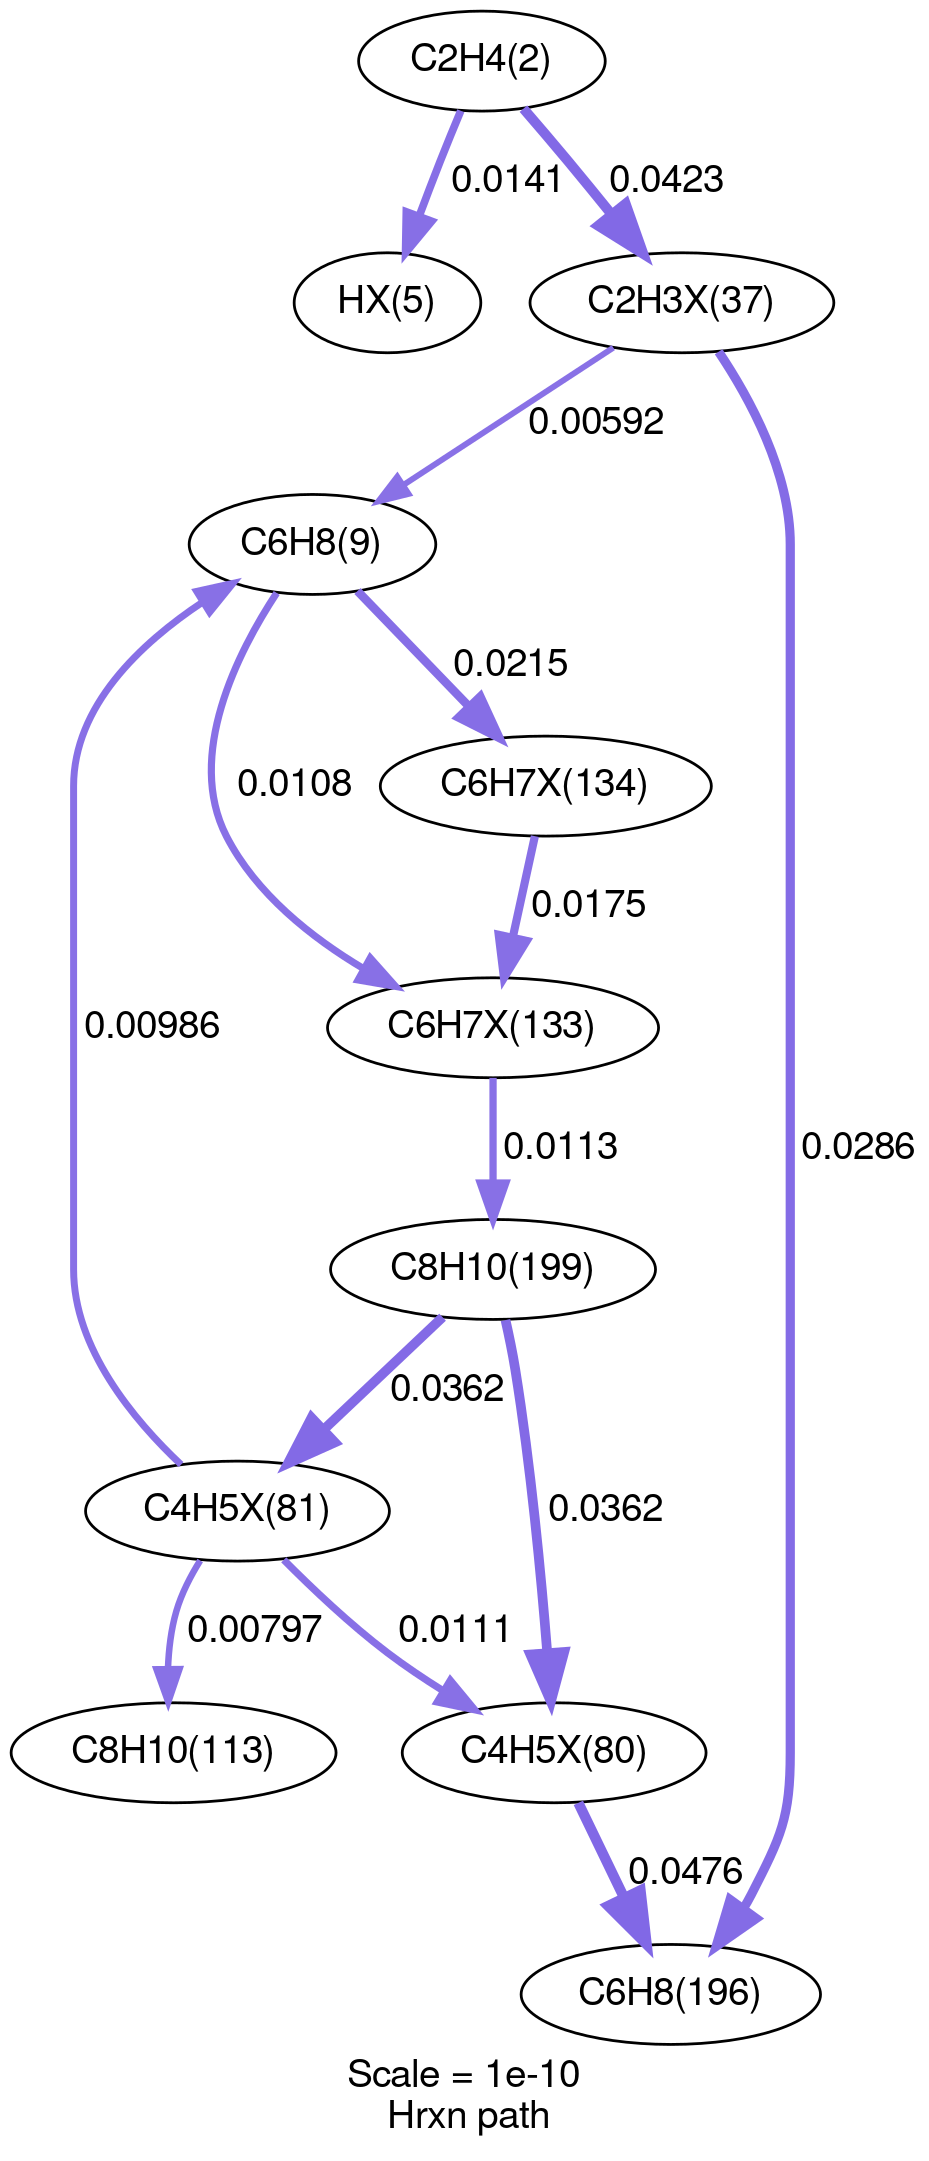 C2H4(2)
0.0141
0.0423
HX(5)
C2H3X(37)
0.00592
C6H8(9)
0.0215
0.0108
C6H7X(134)
0.0175
0.00986
C6H7X(133)
0.0113
0.0286
C8H10(199)
0.0362
C4H5X(81)
0.0362
0.00797
0.0111
C8H10(113)
C4H5X(80)
0.0476
C6H8(196)
Scale = 1e-10
Hrxn path